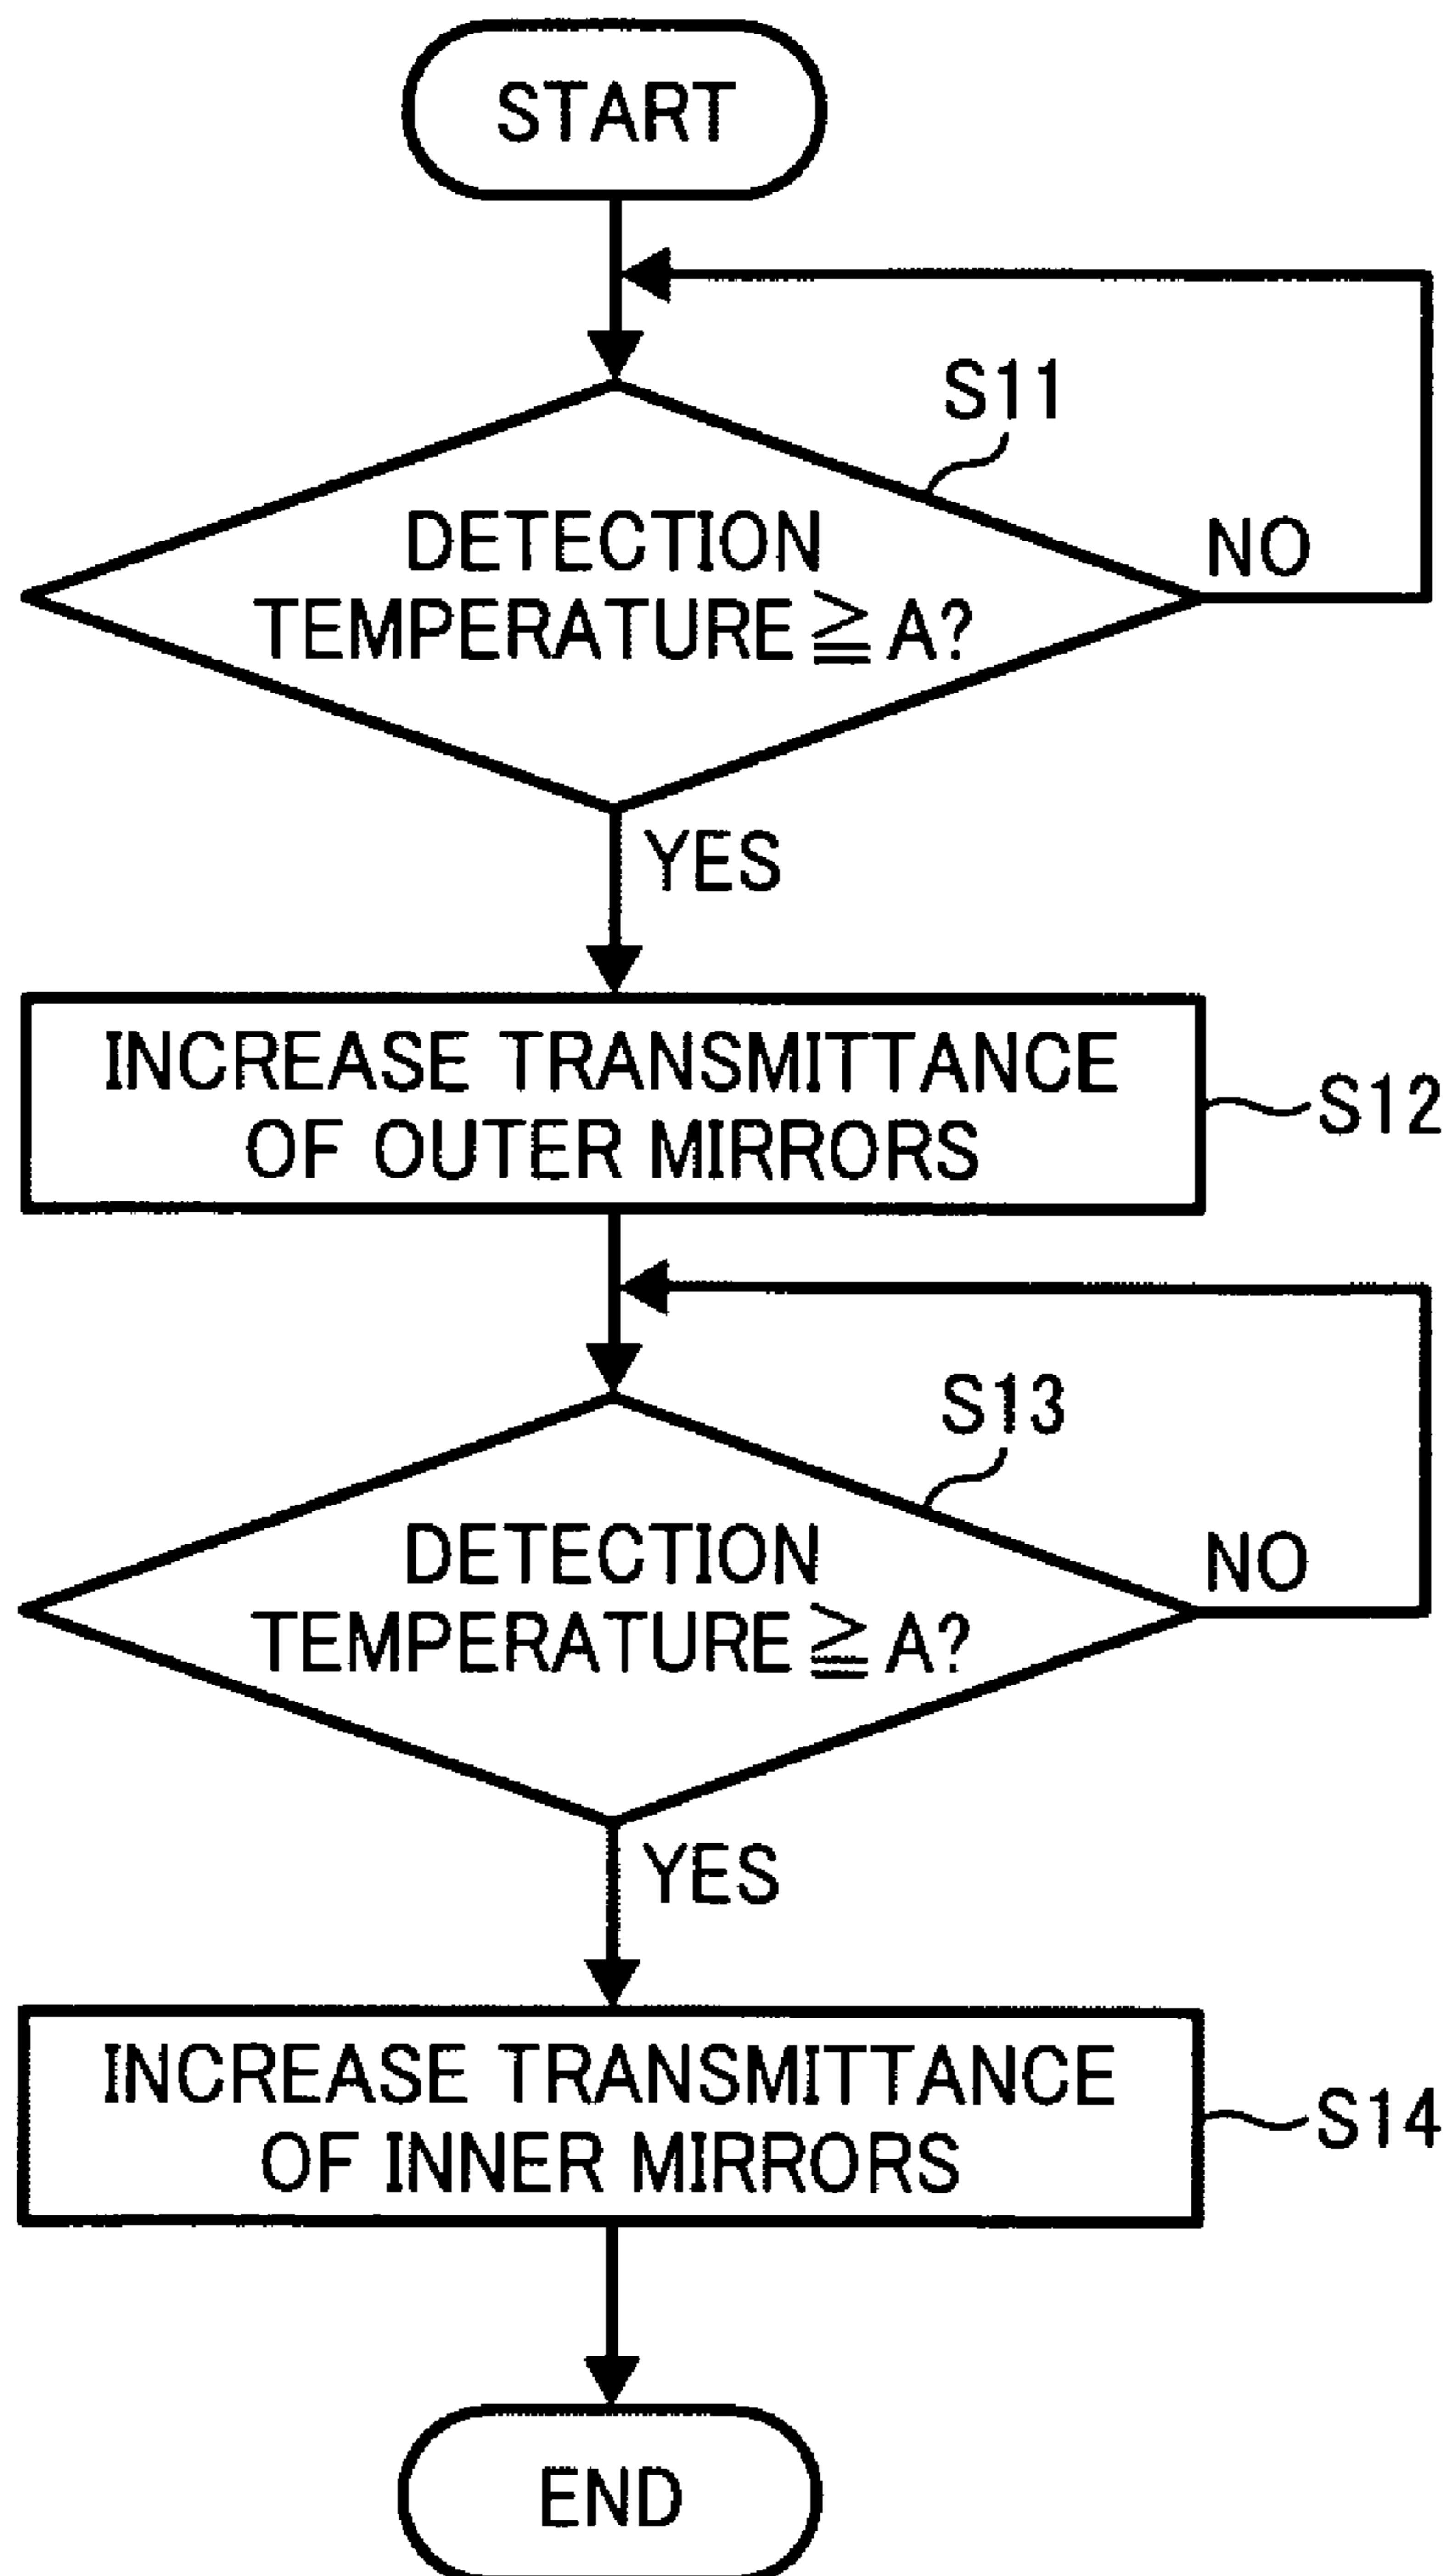 START
S11
DETECTION
TEMPERATURE ≧ A?
NO
YES
INCREASE TRANSMITTANCE
OF OUTER MIRRORS
S12
S13
DETECTION
TEMPERATURE ≧ A?
NO
YES
INCREASE TRANSMITTANCE
OF INNER MIRRORS
S14
END